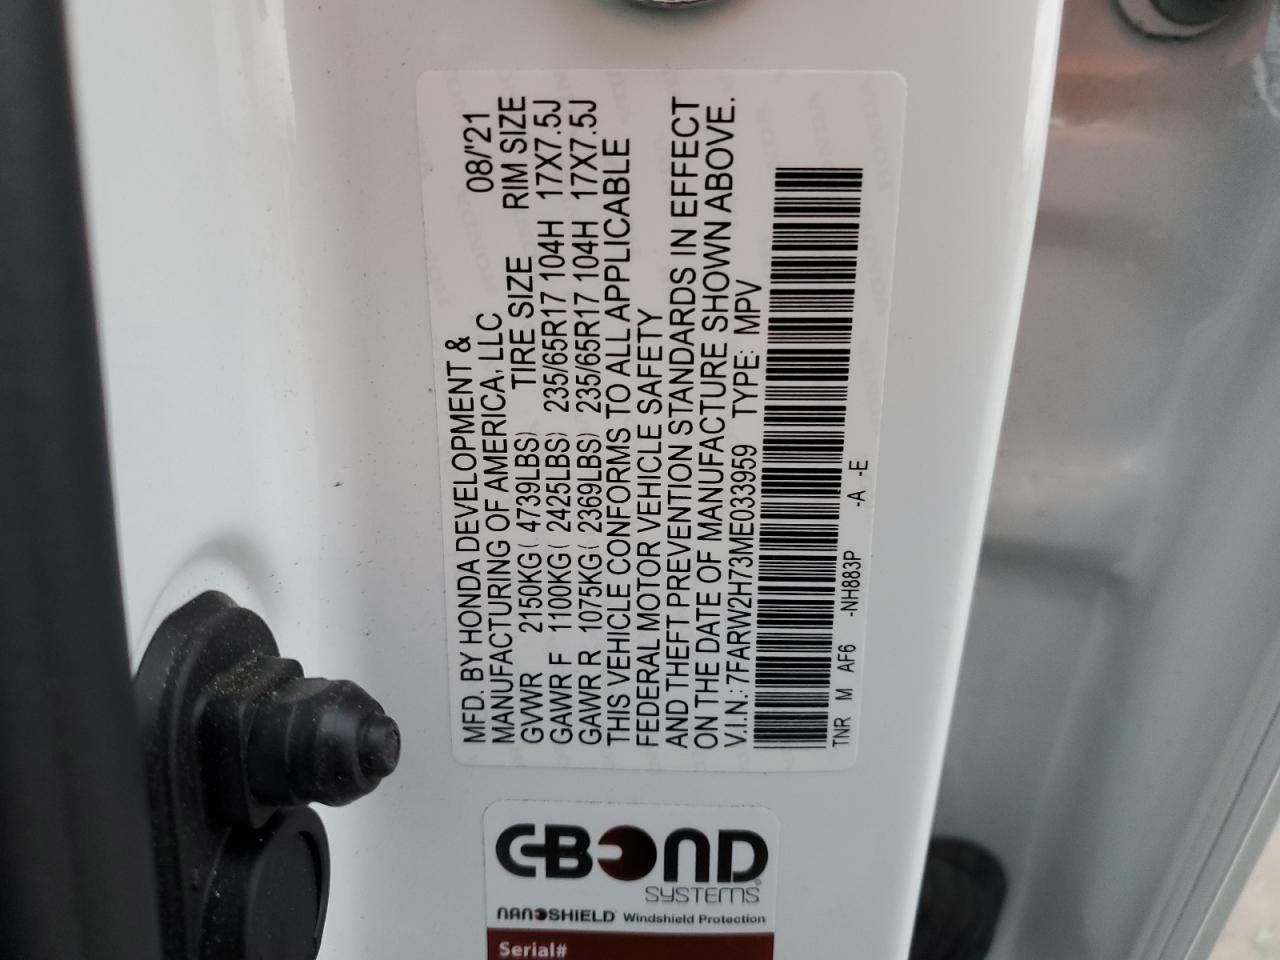 MFD. BY HONDA DEVELOPMENT &
MANUFACTURING OF AMERICA, LLC 08/'21
GVWR 2150KG( 4739LBS) TIRE SIZE RIM SIZE
GAWR F 1100KG( 2425LBS) 235/65R17 104H 17X7.5J
GAWR R 1075KG( 2369LBS) 235/65R17 104H 17X7.5J
THIS VEHICLE CONFORMS TO ALL APPLICABLE
FEDERAL MOTOR VEHICLE SAFETY
AND THEFT PREVENTION STANDARDS IN EFFECT
ON THE DATE OF MANUFACTURE SHOWN ABOVE.
V.I.N.: 7FARW2H73ME033959 TYPE: MPV
TNR M AF6 -NH883P -A -E
C-BOND
SYSTEMS
NANOSHIELD Windshield Protection
Serial#